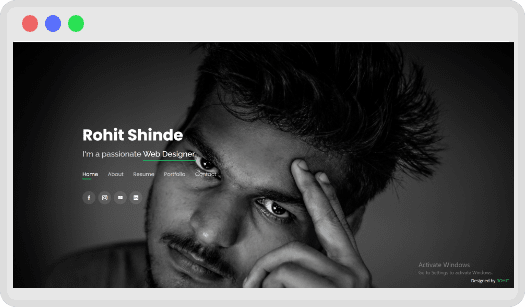 Rohit Shinde
I'm a passionate Web Designer
Home About Resume Portfolio Contact
Activate Windows
Go to Settings to activate Windows.
Designed by ROHIT